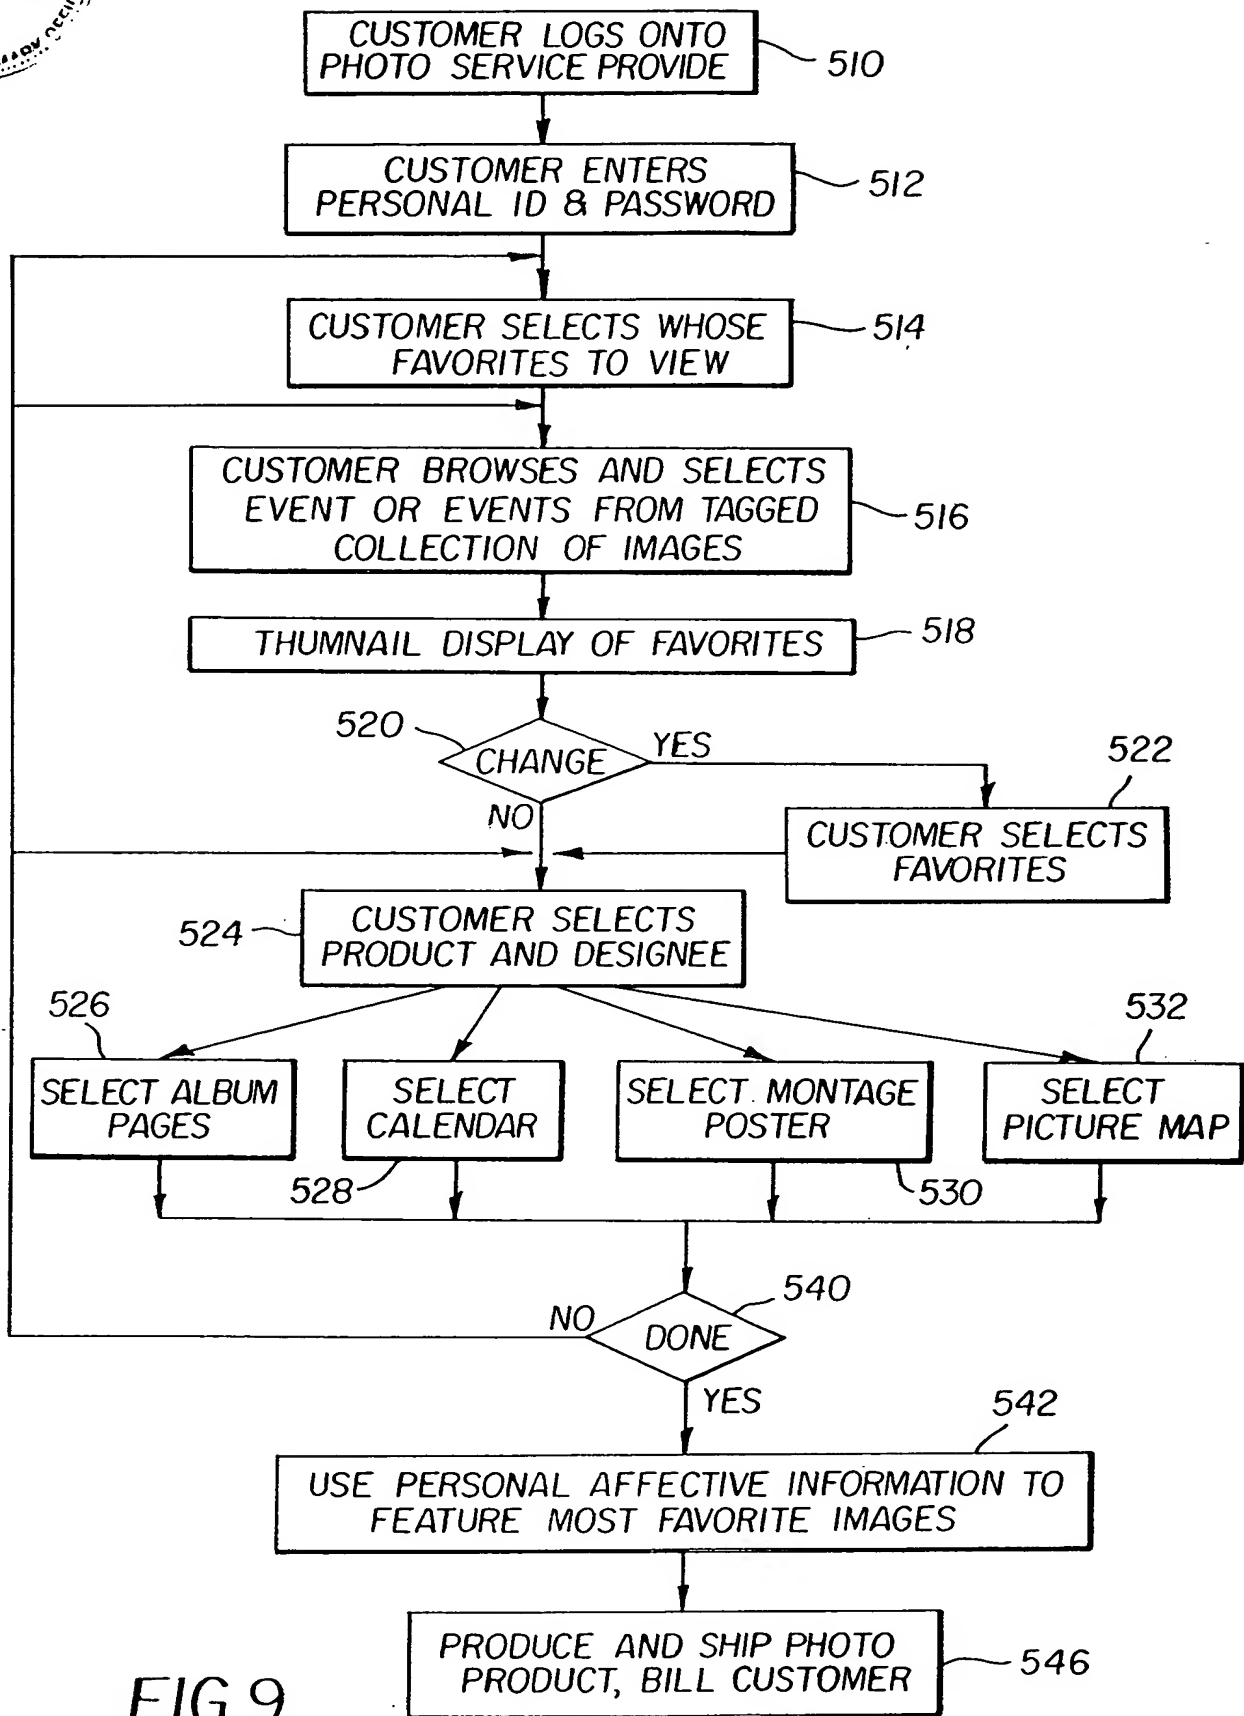 CUSTOMER LOGS ONTO
PHOTO SERVICE PROVIDE
510
CUSTOMER ENTERS
PERSONAL ID & PASSWORD
512
CUSTOMER SELECTS WHOSE
FAVORITES TO VIEW
514
CUSTOMER BROWSES AND SELECTS
EVENT OR EVENTS FROM TAGGED
COLLECTION OF IMAGES
516
THUMNAIL DISPLAY OF FAVORITES
518
520
CHANGE
YES
NO
522
CUSTOMER SELECTS
FAVORITES
524
CUSTOMER SELECTS
PRODUCT AND DESIGNEE
526
SELECT ALBUM
PAGES
SELECT
CALENDAR
528
SELECT MONTAGE
POSTER
530
532
SELECT
PICTURE MAP
540
NO
DONE
YES
542
USE PERSONAL AFFECTIVE INFORMATION TO
FEATURE MOST FAVORITE IMAGES
PRODUCE AND SHIP PHOTO
PRODUCT, BILL CUSTOMER
546
FIG.9